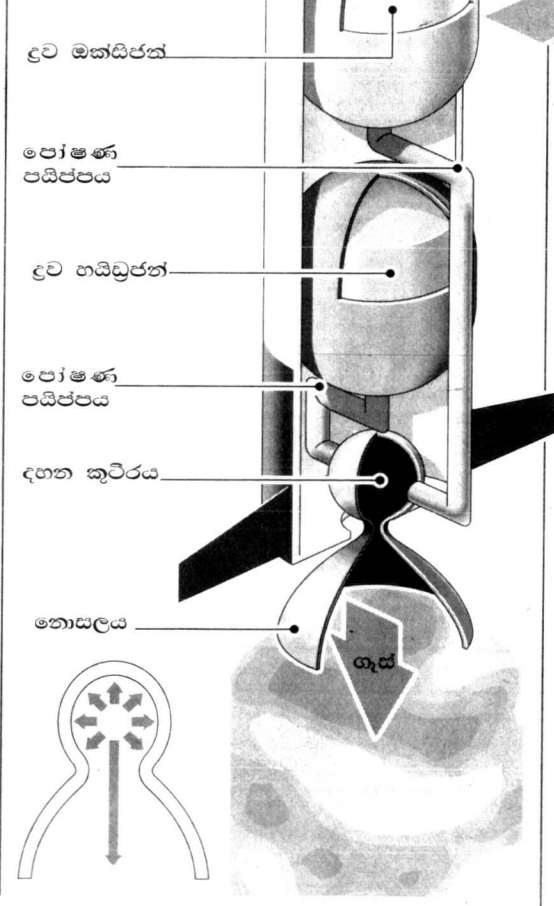 ද්‍රව ඔක්සිජන්
පෝෂණ
පයිප්පය
ද්‍රව හයිඩ්‍රජන්
පෝෂණ
පයිප්පය
දහන කුටීරය
නොසලය
ගෑස්